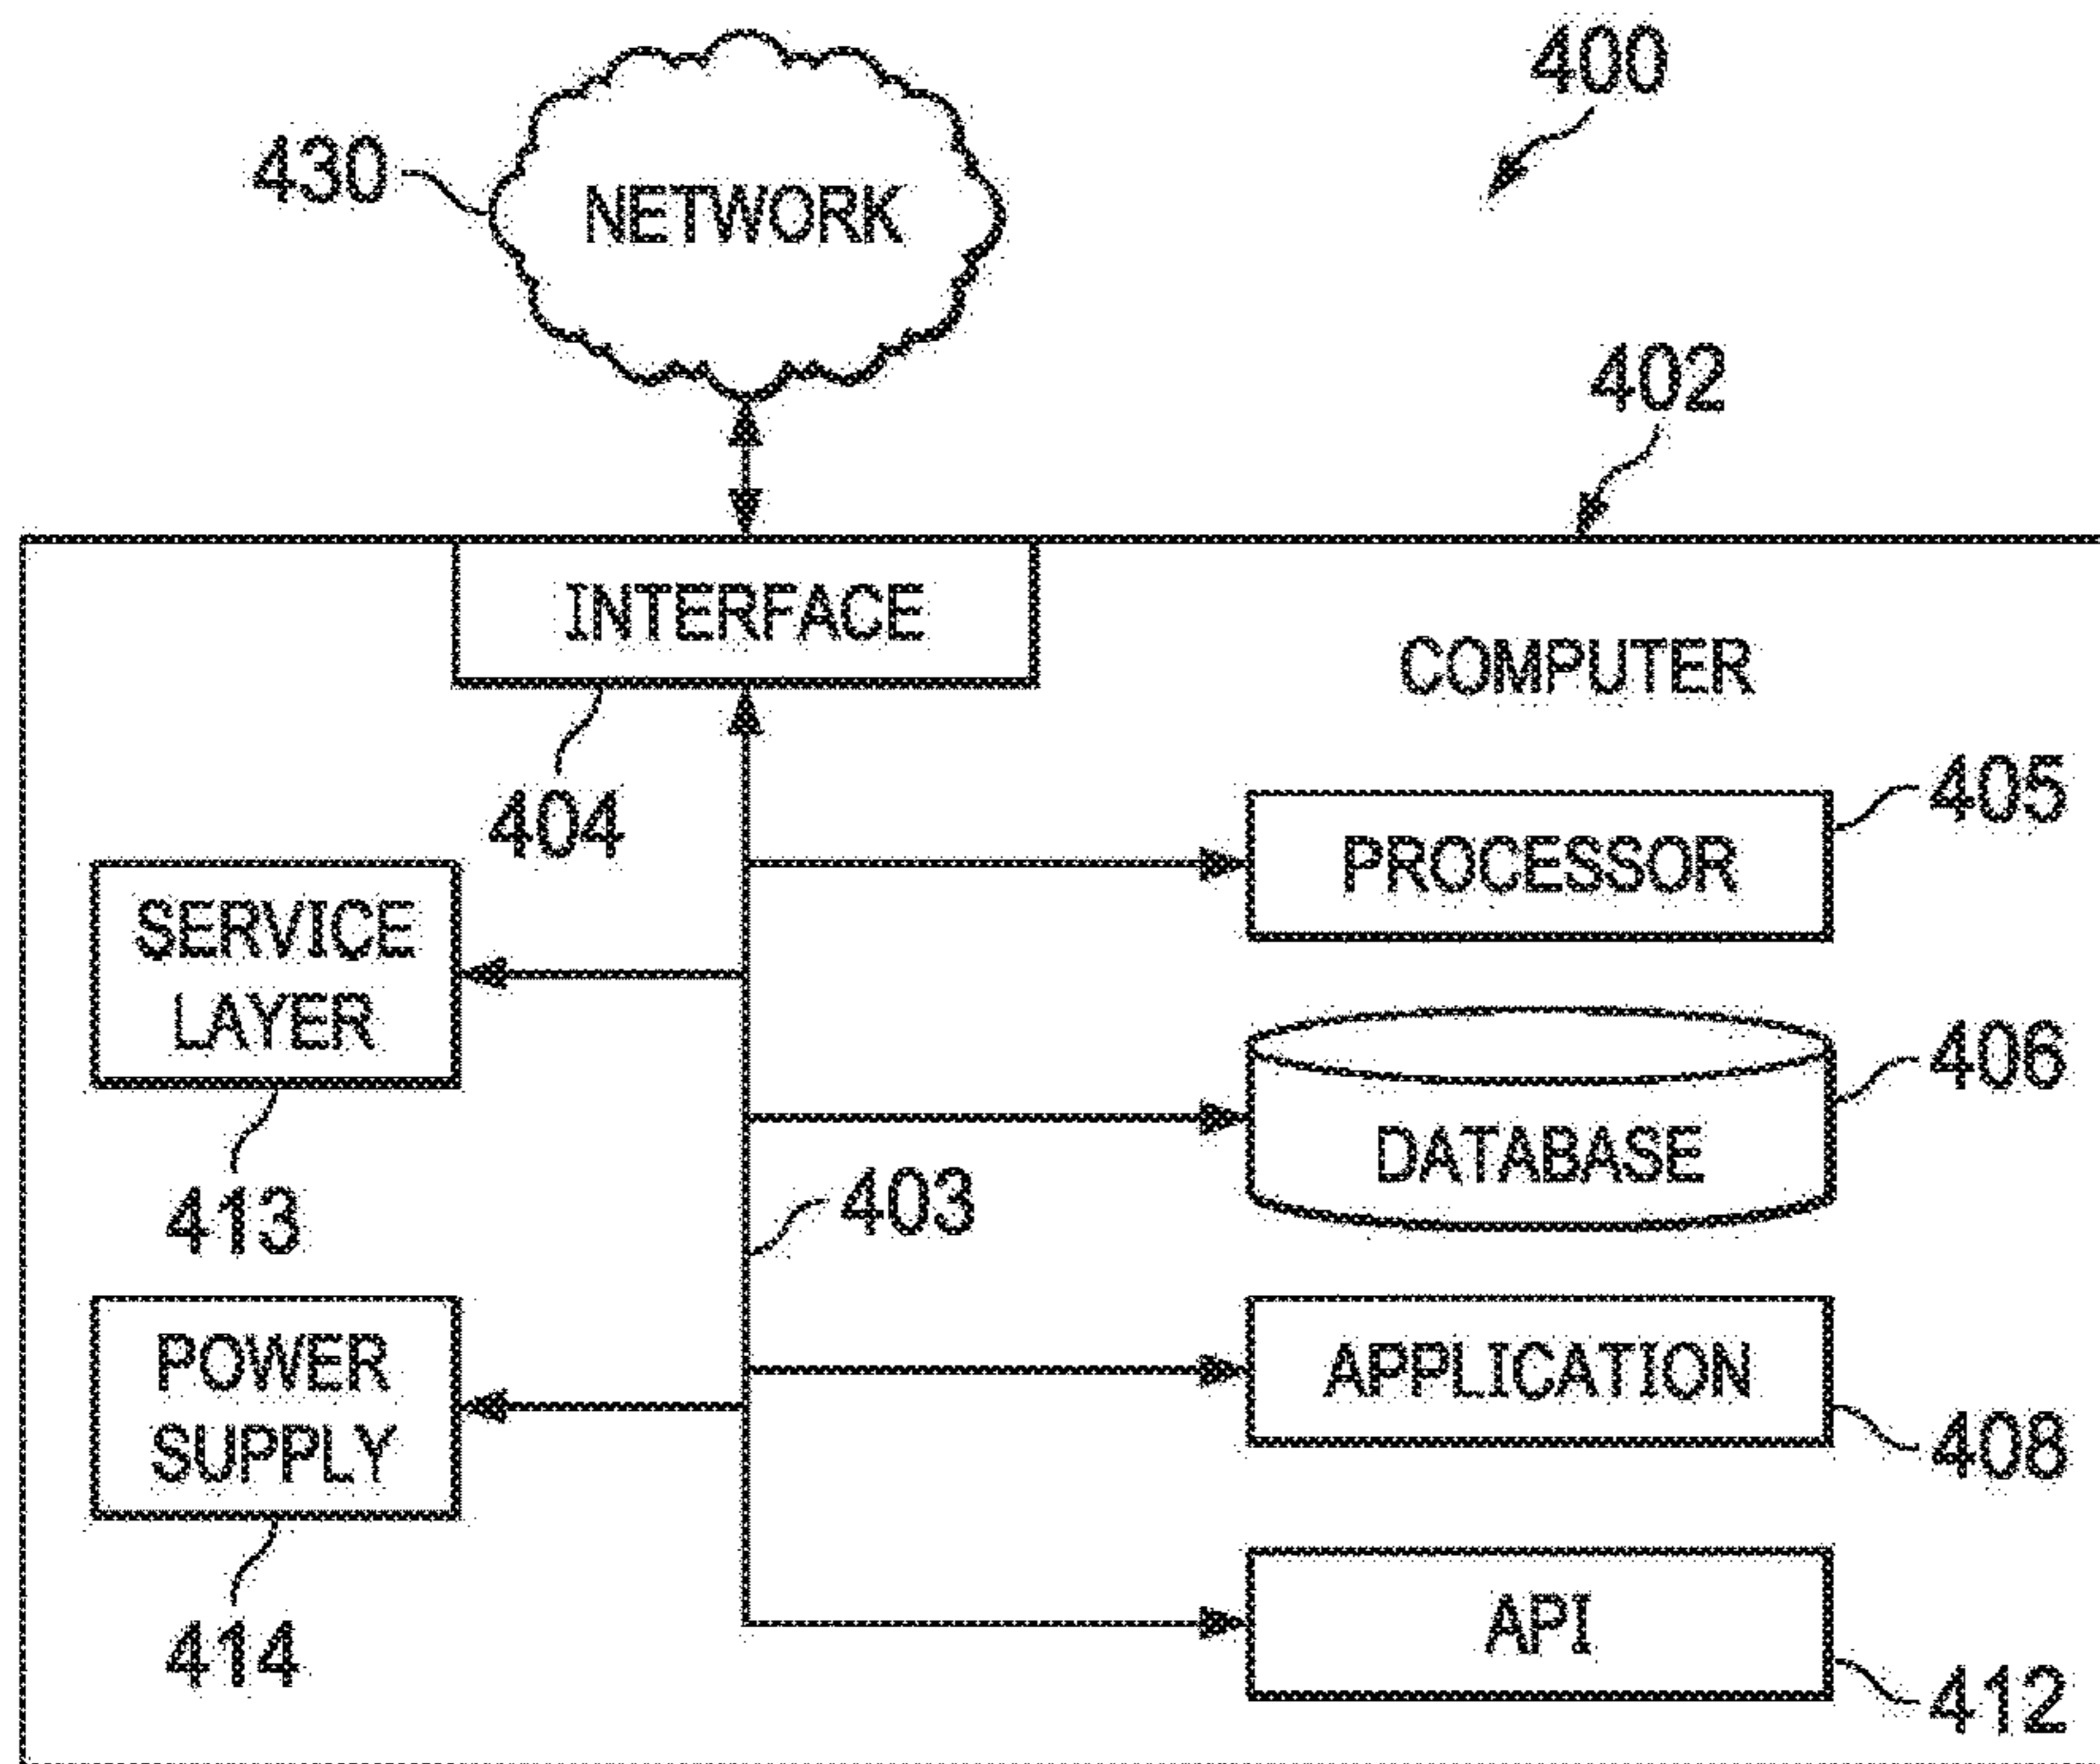 400
430
NETWORK
402
INTERFACE
COMPUTER
404
405
PROCESSOR
SERVICE
LAYER
406
DATABASE
413
403
POWER
SUPPLY
APPLICATION
408
414
API
412